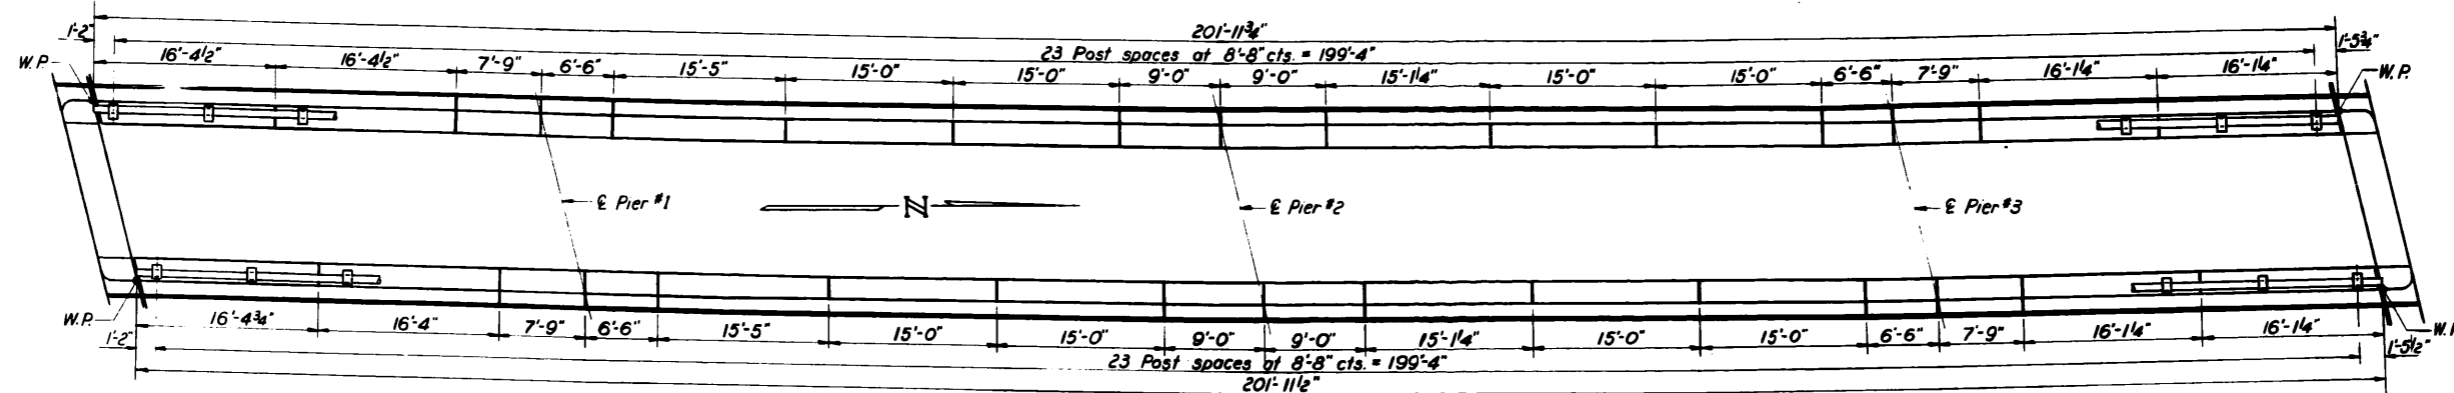 201'-11¾"
1'-2"
23 Post spaces at 8'-8" cts. = 199'-4"
1'-5¾"
16'-4½" 16'-4½" 7'-9" 6'-6" 15'-5" 15'-0" 15'-0" 9'-0" 9'-0" 15'-1¼" 15'-0" 15'-0" 6'-6" 7'-9" 16'-1¼" 16'-1¼"
W.P. W.P.
℄ Pier #1 N ℄ Pier #2 ℄ Pier #3
W.P. 16'-4¾" 16'-4" 7'-9" 6'-6" 15'-5" 15'-0" 15'-0" 9'-0" 9'-0" 15'-1¼" 15'-0" 15'-0" 6'-6" 7'-9" 16'-1¼" 16'-1¼" W.P.
1'-2" 1'-5½"
23 Post spaces at 8'-8" cts. = 199'-4"
201'-11½"